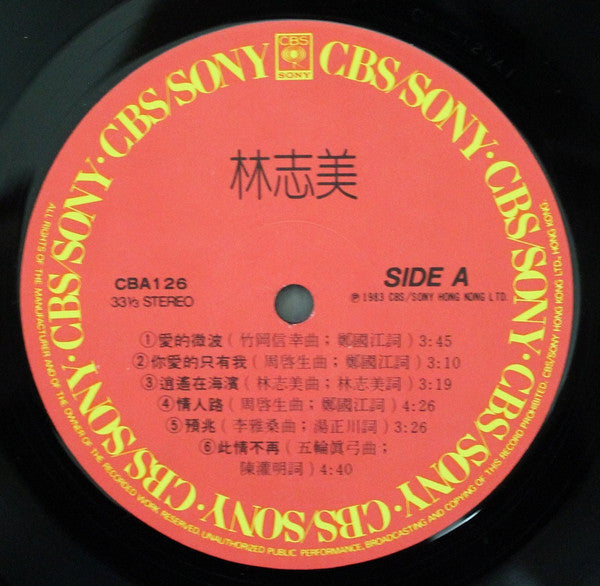 CBS/SONY·CBS/SONY·CBS/SONY·CBS/SONY·CBS/SONY·CBS/SONY·CBS/SONY·CBS/SONY
CBS
SONY
林志美
CBA126
33⅓ STEREO
SIDE A
Ⓟ 1983 CBS/SONY HONG KONG LTD.
①愛的微波(竹岡信幸曲;鄭國江詞)3:45
②你愛的只有我(周啓生曲;鄭國江詞)3:10
③逍遙在海濱(林志美曲;林志美詞)3:19
④情人路(周啓生曲;鄭國江詞)4:26
⑤預兆(李雅桑曲;湯正川詞)3:26
⑥此情不再(五輪眞弓曲;
陳瀅明詞)4:40
ALL RIGHTS OF THE MANUFACTURER AND OF THE OWNER OF THE RECORDED WORK RESERVED. UNAUTHORIZED PUBLIC PERFORMANCE, BROADCASTING AND COPYING OF THIS RECORD PROHIBITED. CBS/SONY HONG KONG LTD., HONG KONG.